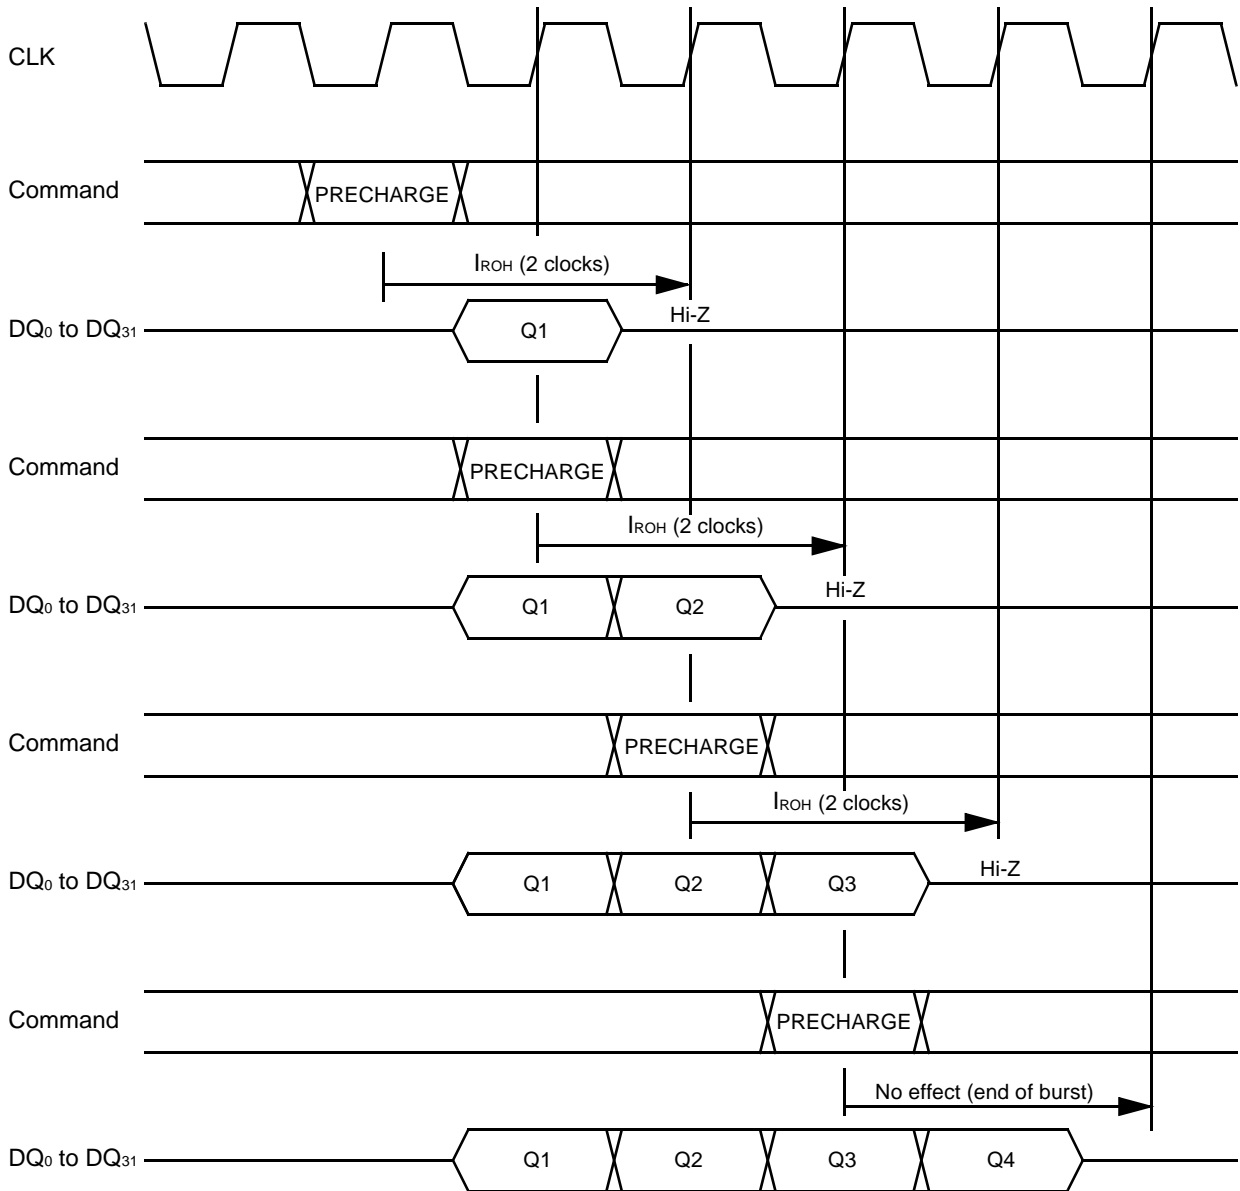 CLK
Command
PRECHARGE
IROH (2 clocks)
DQ0 to DQ31
Q1
Hi-Z
Command
PRECHARGE
IROH (2 clocks)
DQ0 to DQ31
Q1 Q2
Hi-Z
Command
PRECHARGE
IROH (2 clocks)
DQ0 to DQ31
Q1 Q2 Q3
Hi-Z
Command
PRECHARGE
No effect (end of burst)
DQ0 to DQ31
Q1 Q2 Q3 Q4